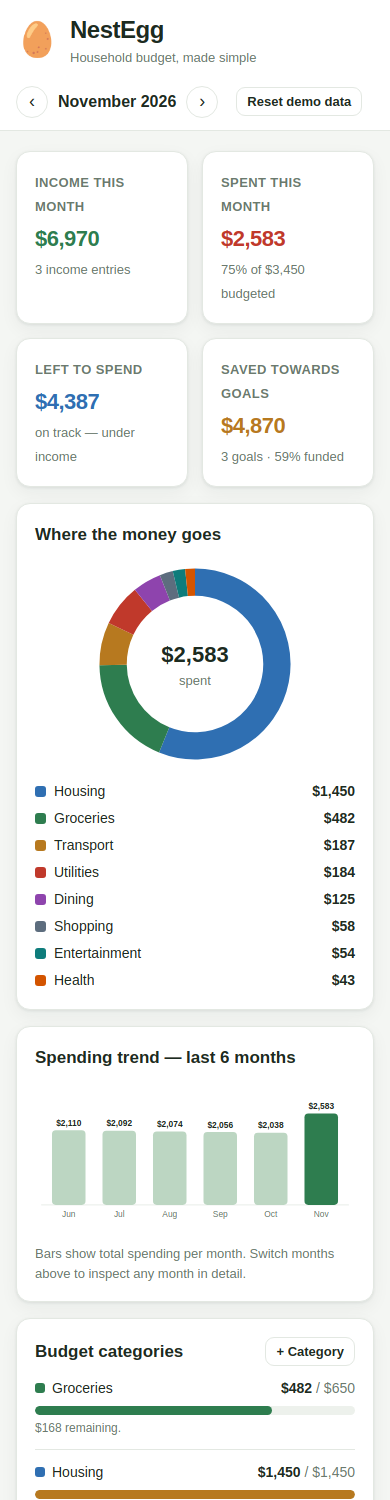 NestEgg
Household budget, made simple
‹ November 2026 › Reset demo data
INCOME THIS
MONTH
$6,970
3 income entries
SPENT THIS
MONTH
$2,583
75% of $3,450
budgeted
LEFT TO SPEND
$4,387
on track — under
income
SAVED TOWARDS
GOALS
$4,870
3 goals · 59% funded
Where the money goes
$2,583
spent
Housing $1,450
Groceries $482
Transport $187
Utilities $184
Dining $125
Shopping $58
Entertainment $54
Health $43
Spending trend — last 6 months
$2,110 $2,092 $2,074 $2,056 $2,038 $2,583
Jun Jul Aug Sep Oct Nov
Bars show total spending per month. Switch months
above to inspect any month in detail.
Budget categories + Category
Groceries $482 / $650
$168 remaining.
Housing $1,450 / $1,450